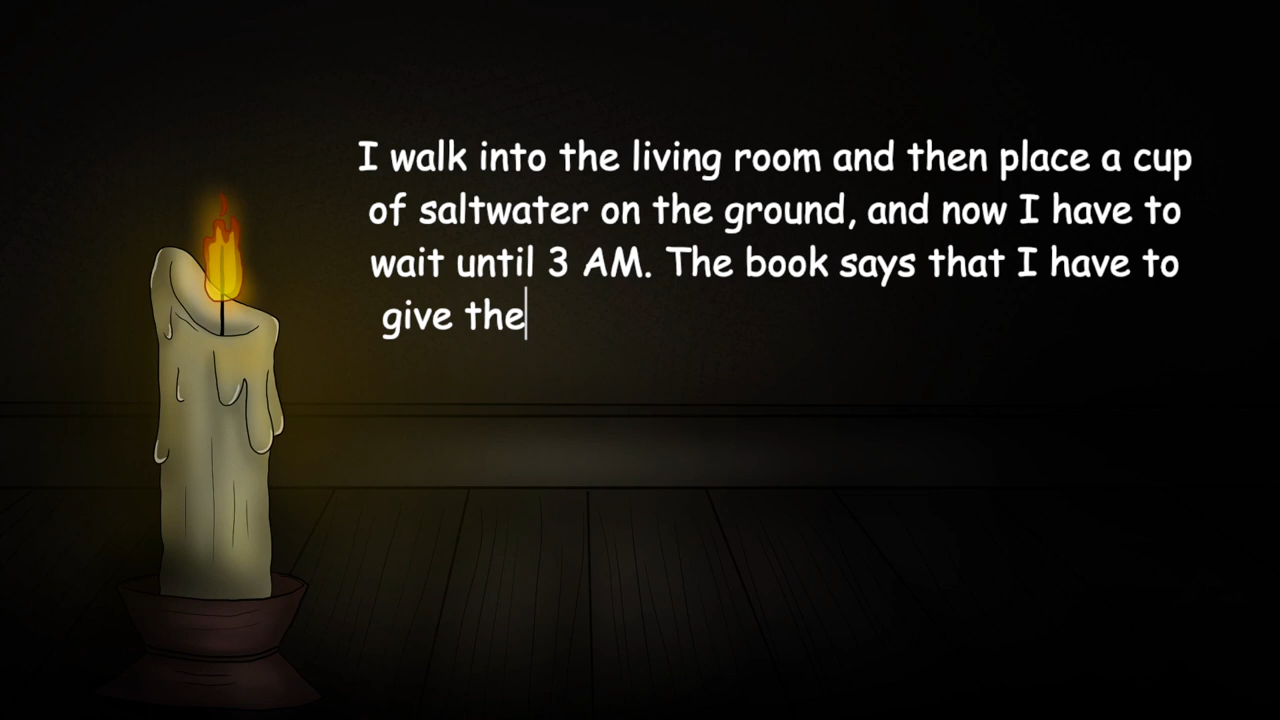 I walk into the living room and then place a cup
of saltwater on the ground, and now I have to
wait until 3 AM. The book says that I have to
give the